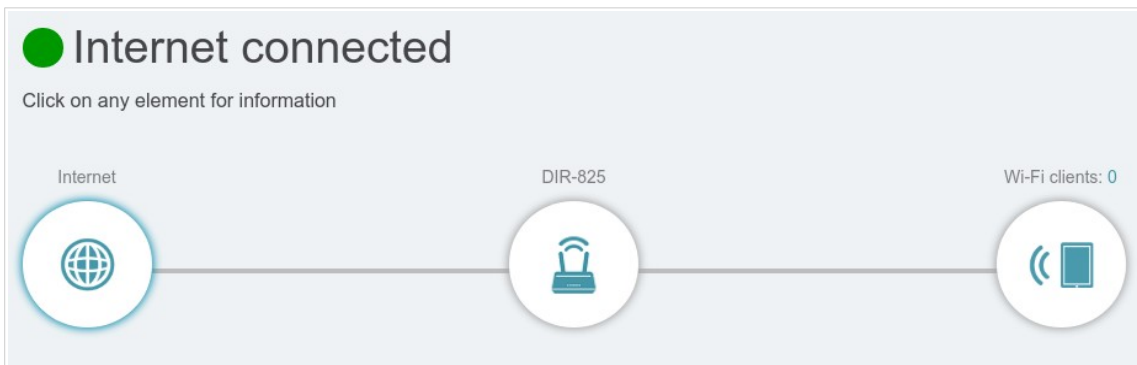 Internet connected
Click on any element for information
Internet
DIR-825
Wi-Fi clients: 0